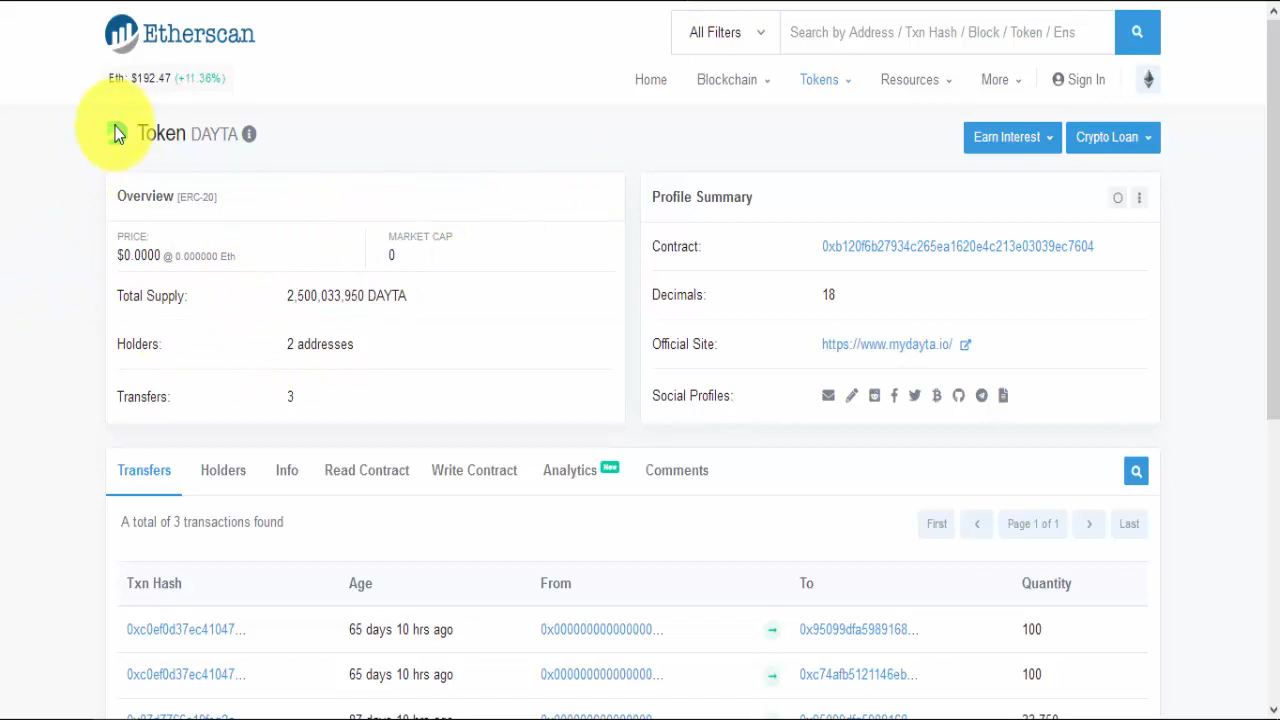 Etherscan
All Filters
Search by Address / Txn Hash / Block / Token / Ens
Eth: $192.47 (+11.36%)
Home Blockchain Tokens Resources More Sign In
Token DAYTA
Earn Interest Crypto Loan
Overview [ERC-20]
PRICE:
$0.0000 @ 0.000000 Eth
MARKET CAP
0
Total Supply: 2,500,033,950 DAYTA
Holders: 2 addresses
Transfers: 3
Profile Summary
Contract: 0xb120f6b27934c265ea1620e4c213e03039ec7604
Decimals: 18
Official Site: https://www.mydayta.io/
Social Profiles:
Transfers Holders Info Read Contract Write Contract Analytics New Comments
A total of 3 transactions found
First Page 1 of 1 Last
Txn Hash Age From To Quantity
0xc0ef0d37ec41047... 65 days 10 hrs ago 0x000000000000000... 0x95099dfa5989168... 100
0xc0ef0d37ec41047... 65 days 10 hrs ago 0x000000000000000... 0xc74afb5121146eb... 100